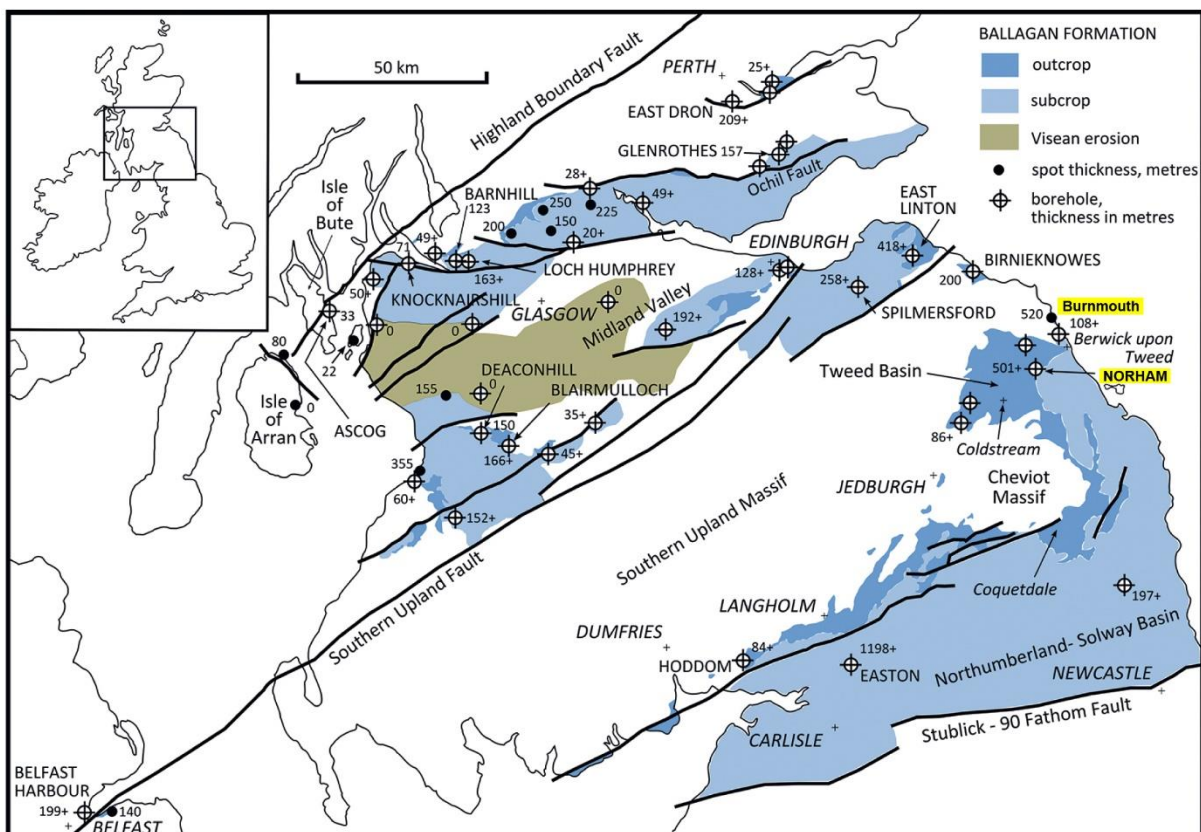 BALLAGAN FORMATION
outcrop
subcrop
Visean erosion
spot thickness, metres
borehole,
thickness in metres
50 km
Highland Boundary Fault
PERTH
25+
EAST DRON
209+
GLENROTHES
157
Ochil Fault
28+
49+
BARNHILL
123
250
225
200
150
20+
Isle
of
Bute
49+
71
LOCH HUMPHREY
163+
50+
KNOCKNAIRSHILL
33
0
0
GLASGOW
0
Midland Valley
EDINBURGH
128+
192+
EAST
LINTON
418+
258+
SPILMERSFORD
BIRNIEKNOWES
200
520
Burnmouth
108+
Berwick upon
Tweed
501+
NORHAM
Tweed Basin
86+
Coldstream
80
22
0
Isle
of
Arran
0
ASCOG
DEACONHILL
155
0
BLAIRMULLOCH
150
35+
166+
45+
355
60+
152+
JEDBURGH
Cheviot
Massif
Southern Upland Massif
Coquetdale
197+
Southern Upland Fault
LANGHOLM
DUMFRIES
84+
HODDOM
1198+
EASTON
Northumberland- Solway Basin
NEWCASTLE
CARLISLE
Stublick - 90 Fathom Fault
BELFAST
HARBOUR
199+
140
BELFAST